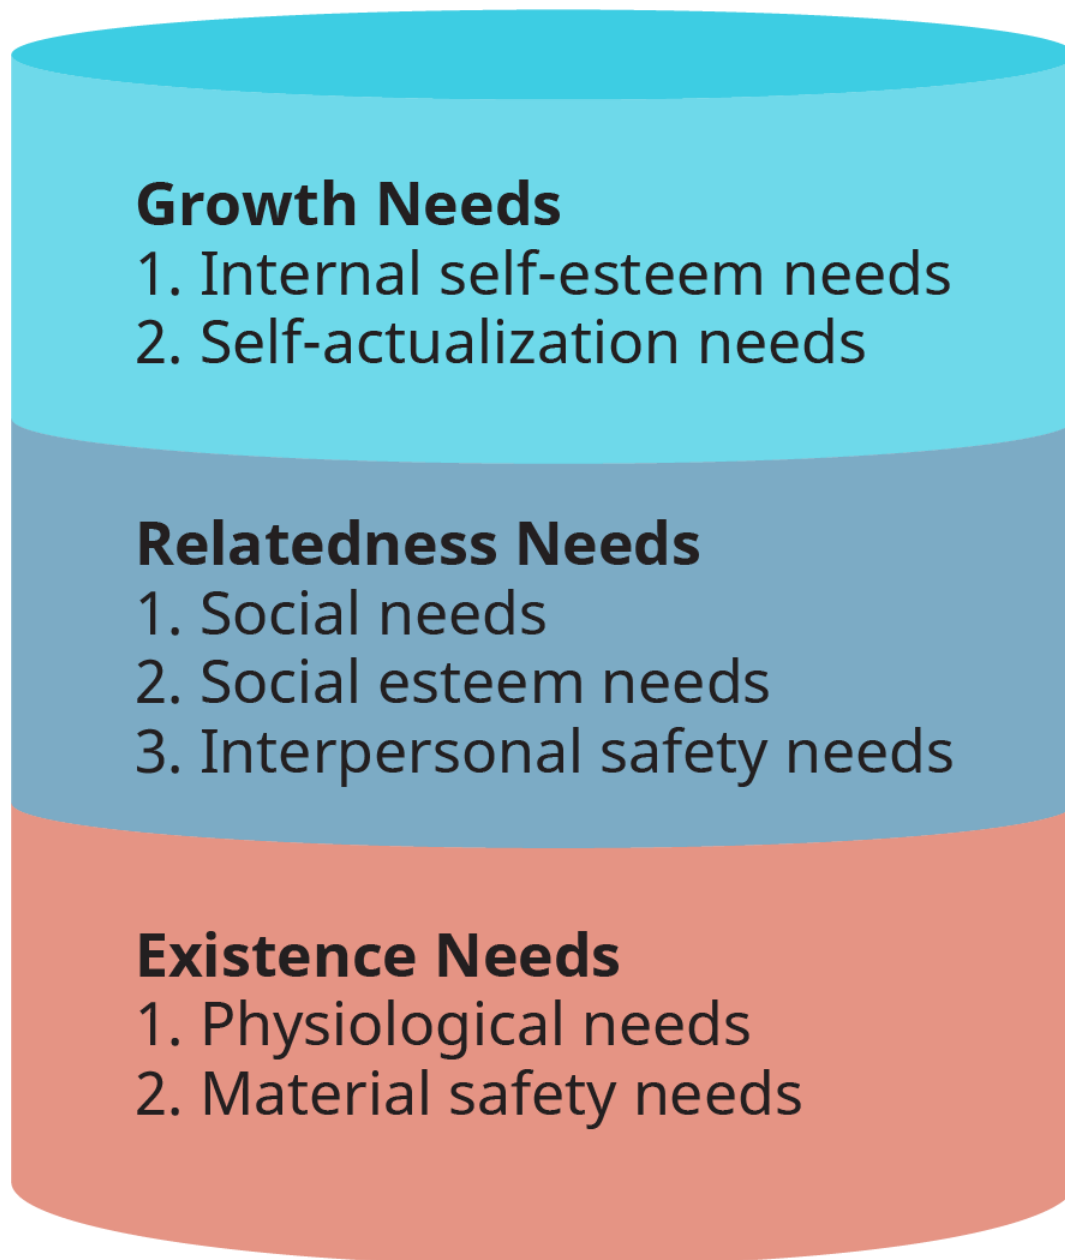 Growth Needs
1. Internal self-esteem needs
2. Self-actualization needs
Relatedness Needs
1. Social needs
2. Social esteem needs
3. Interpersonal safety needs
Existence Needs
1. Physiological needs
2. Material safety needs